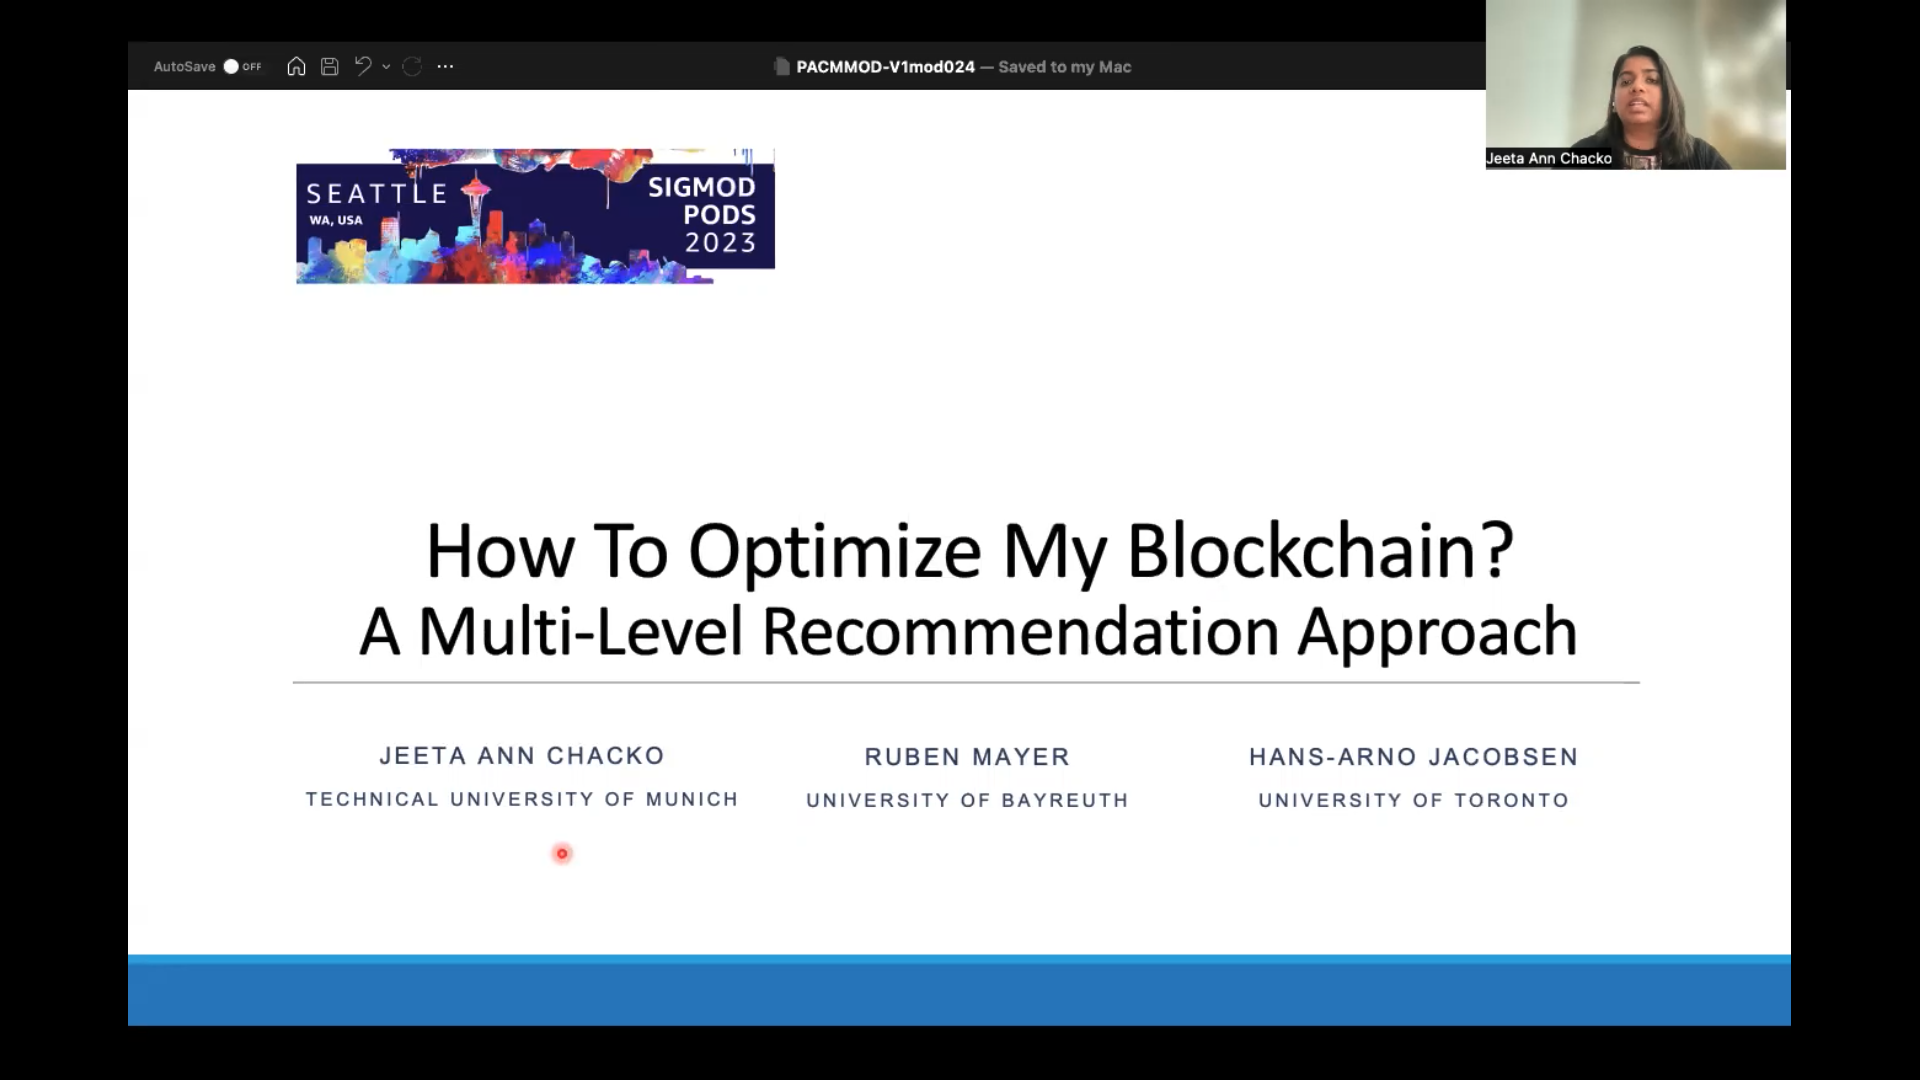 AutoSave OFF
PACMMOD-V1mod024 — Saved to my Mac
Jeeta Ann Chacko
SEATTLE
WA, USA
SIGMOD
PODS
2023
How To Optimize My Blockchain?
A Multi-Level Recommendation Approach
JEETA ANN CHACKO
TECHNICAL UNIVERSITY OF MUNICH
RUBEN MAYER
UNIVERSITY OF BAYREUTH
HANS-ARNO JACOBSEN
UNIVERSITY OF TORONTO